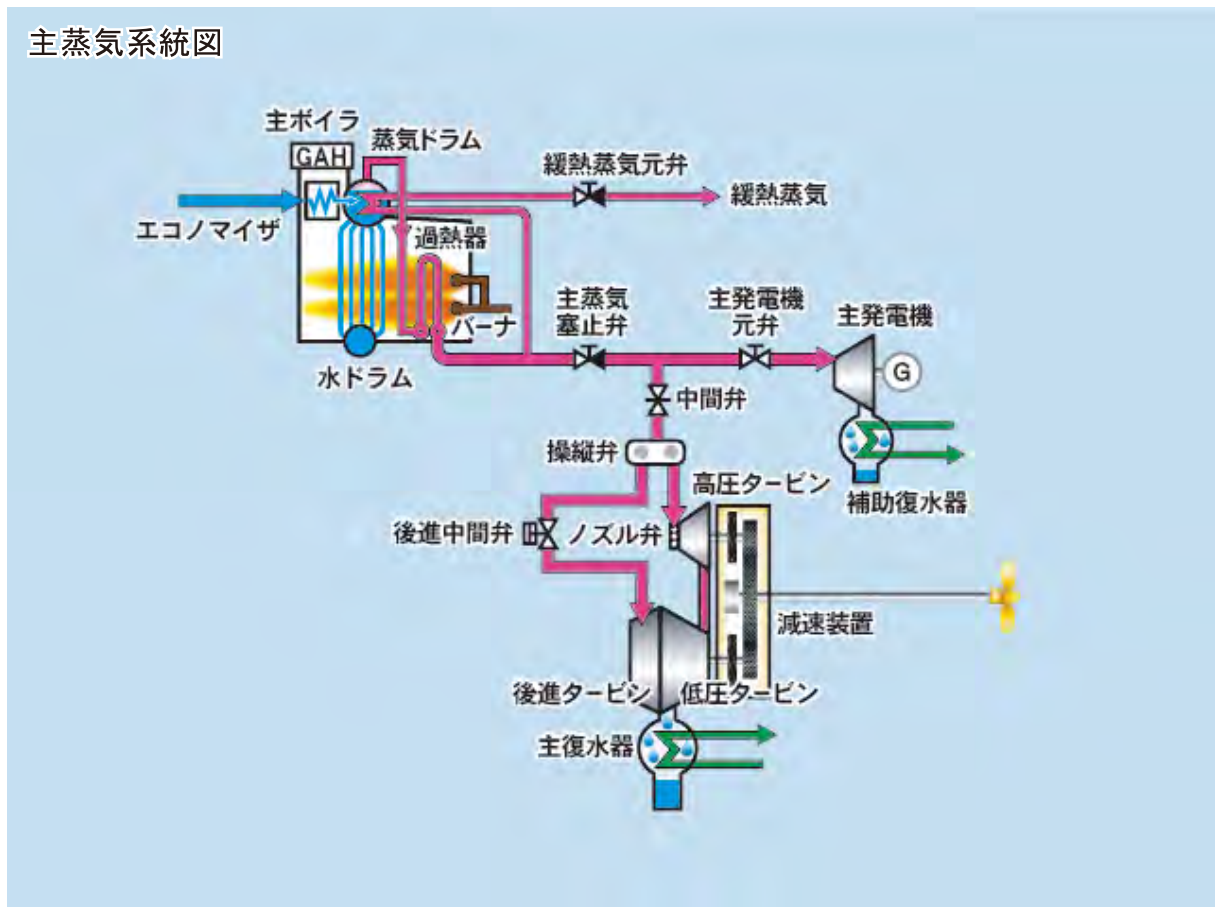 主蒸気系統図
主ボイラ
GAH
蒸気ドラム
緩熱蒸気元弁
緩熱蒸気
エコノマイザ
過熱器
バーナ
水ドラム
主蒸気
塞止弁
主発電機
元弁
主発電機
G
中間弁
操縦弁
高圧タービン
補助復水器
後進中間弁
ノズル弁
減速装置
後進タービン
低圧タービン
主復水器